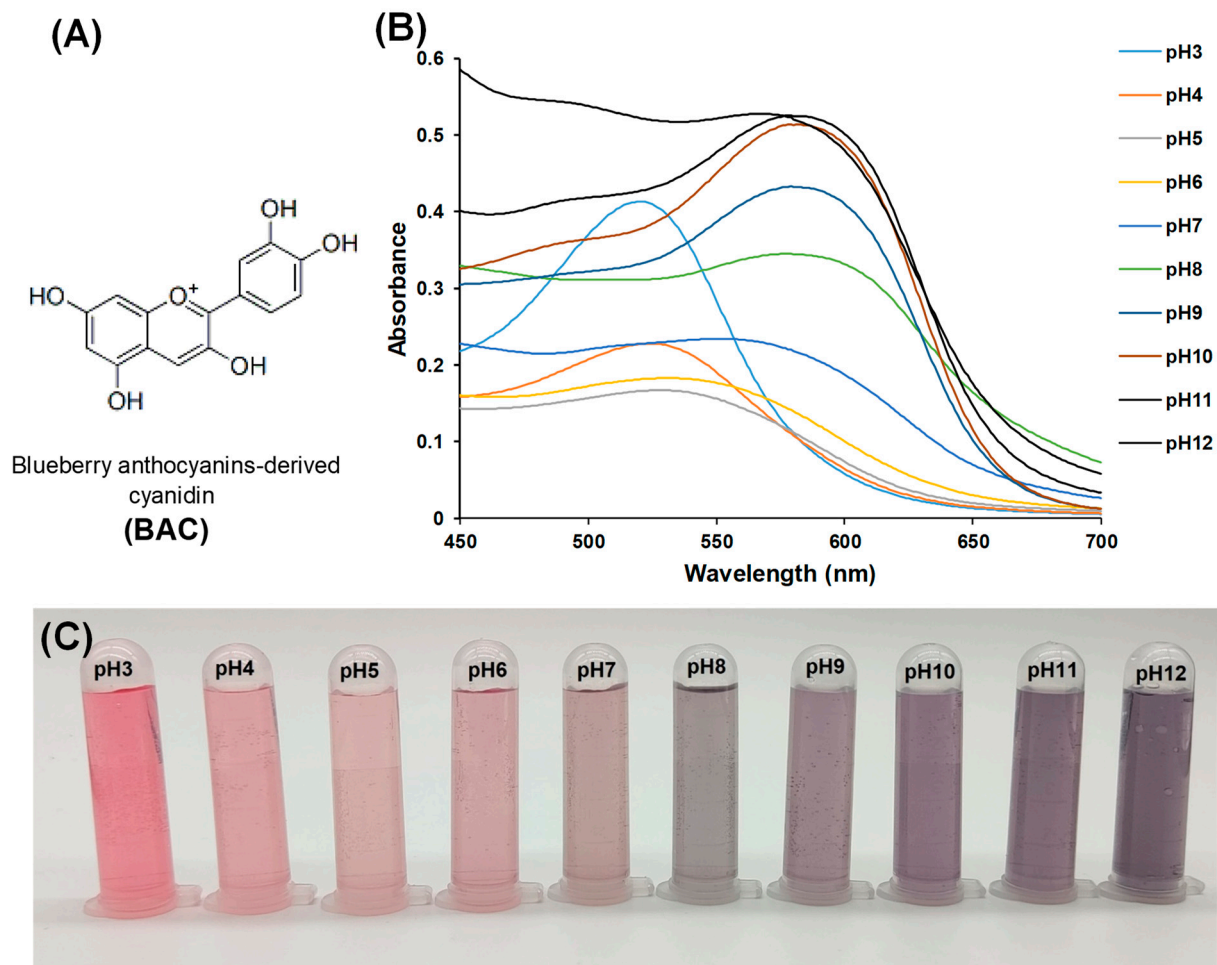 (A)
OH
OH
HO
O+
OH
OH
Blueberry anthocyanins-derived
cyanidin
(BAC)
(B)
0.6
0.5
0.4
0.3
0.2
0.1
0
Absorbance
450
500
550
600
650
700
Wavelength (nm)
pH3
pH4
pH5
pH6
pH7
pH8
pH9
pH10
pH11
pH12
(C)
pH3
pH4
pH5
pH6
pH7
pH8
pH9
pH10
pH11
pH12